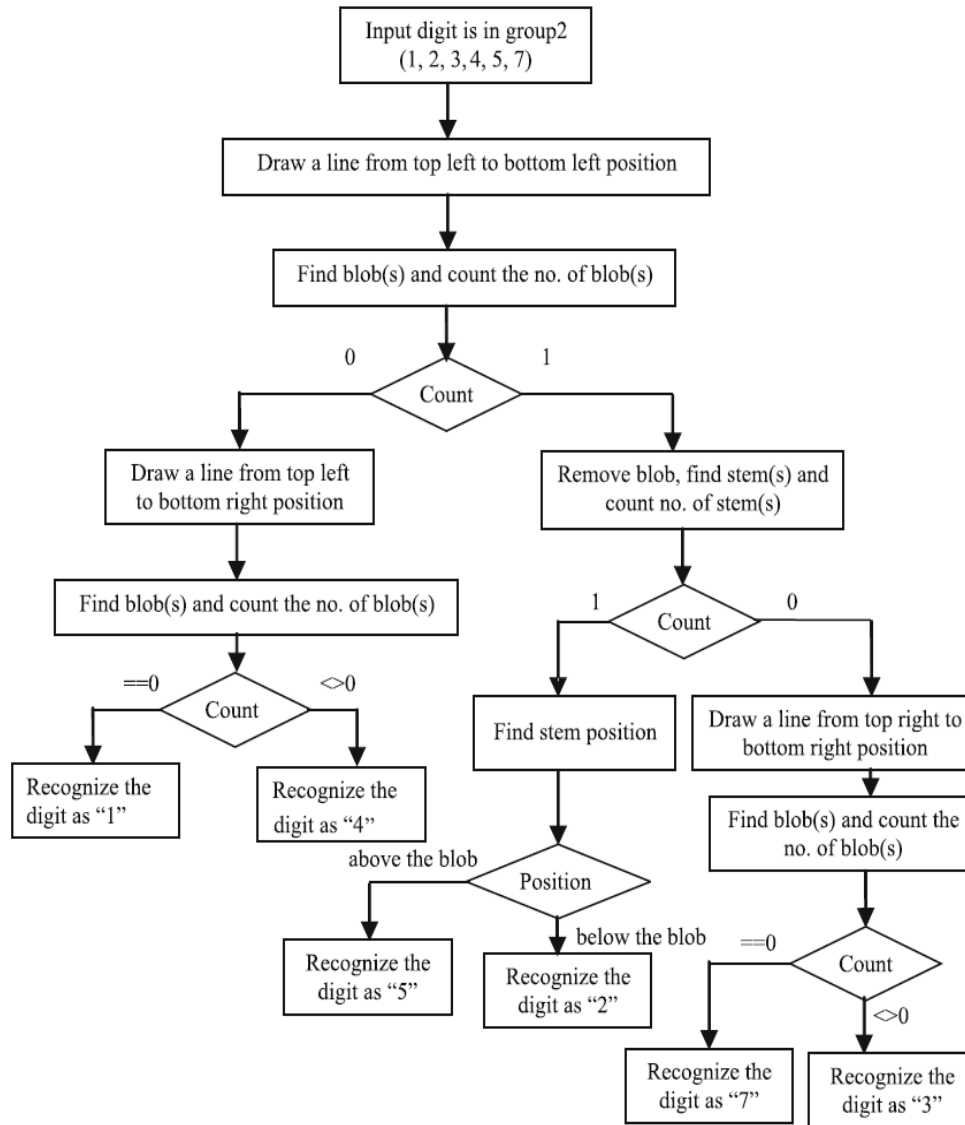 Input digit is in group2
(1, 2, 3, 4, 5, 7)
Draw a line from top left to bottom left position
Find blob(s) and count the no. of blob(s)
0
1
Count
Draw a line from top left
to bottom right position
Remove blob, find stem(s) and
count no. of stem(s)
Find blob(s) and count the no. of blob(s)
1
0
Count
==0
<>0
Count
Find stem position
Draw a line from top right to
bottom right position
Recognize the
digit as “1”
Recognize the
digit as “4”
Find blob(s) and count the
no. of blob(s)
above the blob
Position
below the blob
==0
Count
<>0
Recognize the
digit as “5”
Recognize the
digit as “2”
Recognize the
digit as “7”
Recognize the
digit as “3”